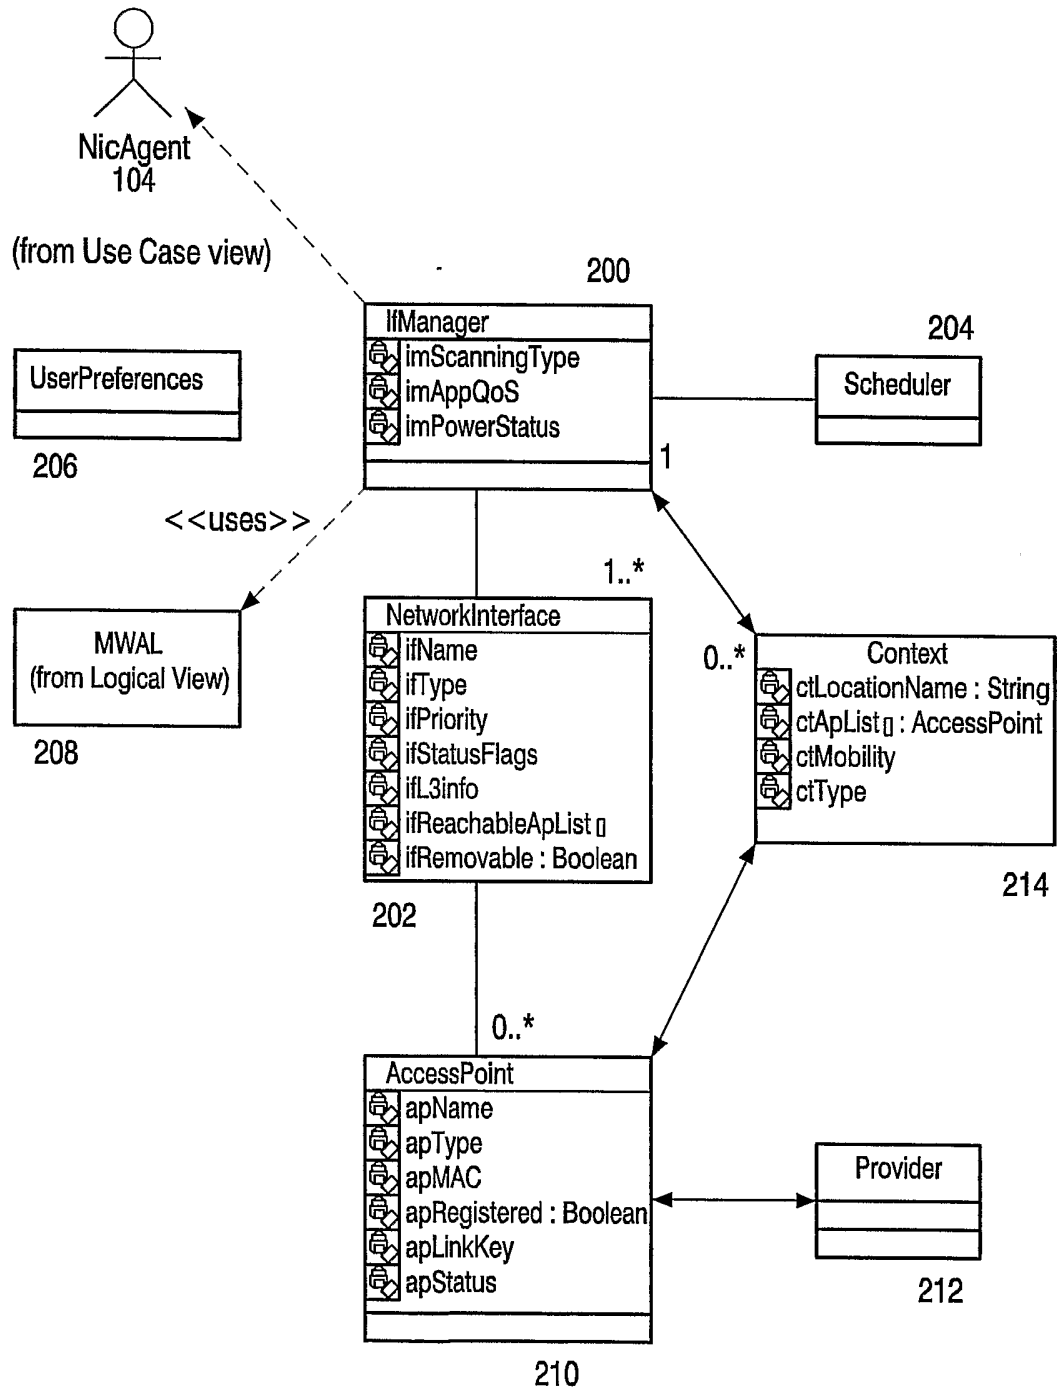 NicAgent
104
(from Use Case view)
200
IfManager
imScanningType
imAppQoS
imPowerStatus
204
Scheduler
UserPreferences
206
1
<<uses>>
1..*
MWAL
(from Logical View)
208
NetworkInterface
ifName
ifType
ifPriority
ifStatusFlags
ifL3info
ifReachableApList[]
ifRemovable : Boolean
202
0..*
Context
ctLocationName : String
ctApList[] : AccessPoint
ctMobility
ctType
214
0..*
AccessPoint
apName
apType
apMAC
apRegistered : Boolean
apLinkKey
apStatus
210
Provider
212